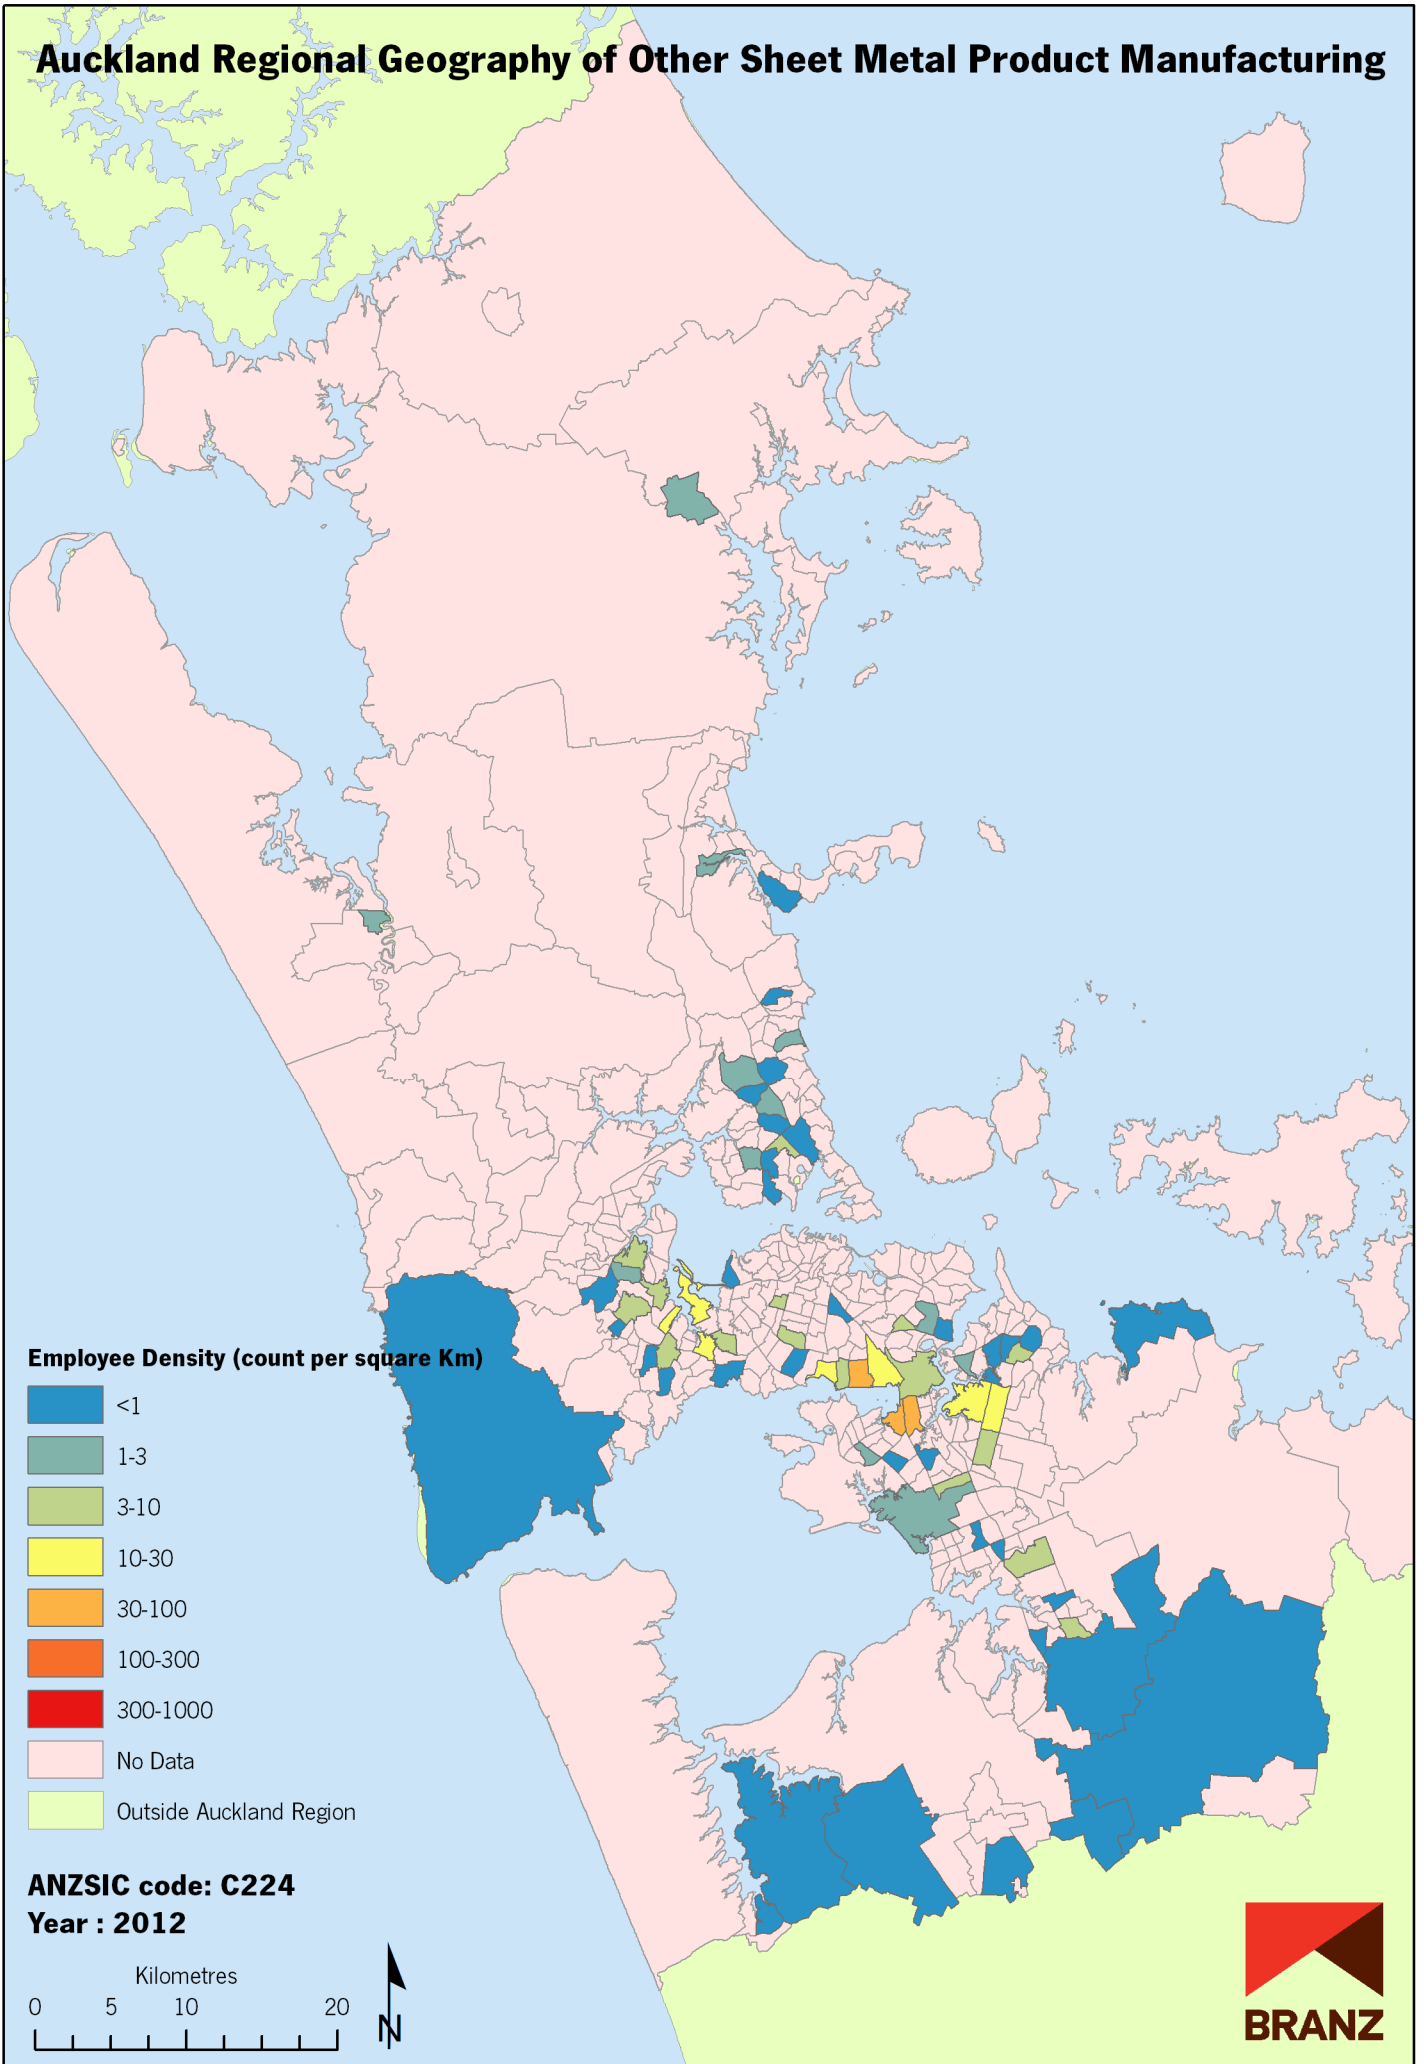 Auckland Regional Geography of Other Sheet Metal Product Manufacturing
Employee Density (count per square Km)
<1
1-3
3-10
10-30
30-100
100-300
300-1000
No Data
Outside Auckland Region
ANZSIC code: C224
Year : 2012
Kilometres
0 5 10 20
N
BRANZ